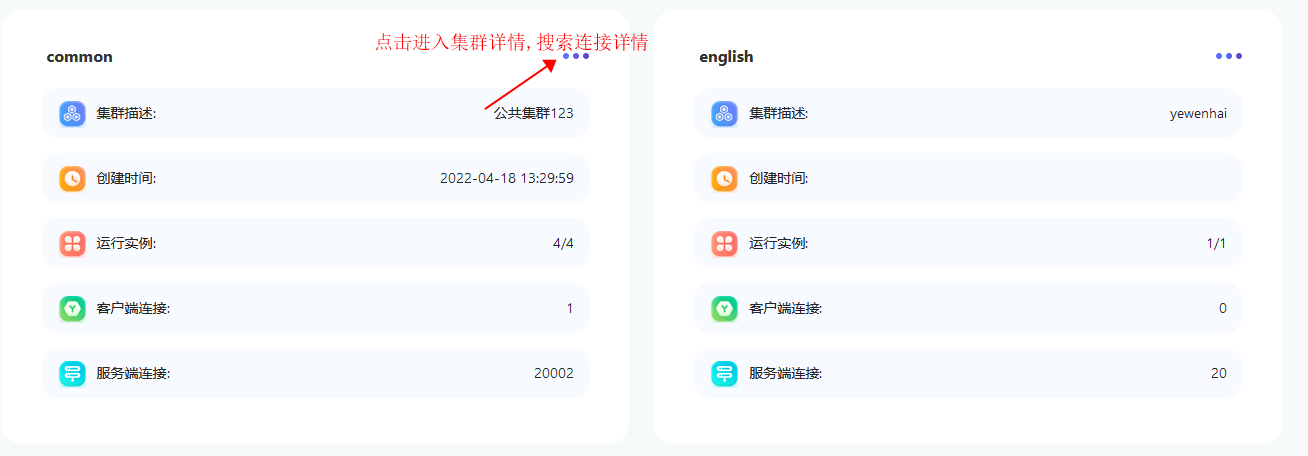 点击进入集群详情,搜索连接详情
common
集群描述: 公共集群123
创建时间: 2022-04-18 13:29:59
运行实例: 4/4
客户端连接: 1
服务端连接: 20002
english
集群描述: yewenhai
创建时间:
运行实例: 1/1
客户端连接: 0
服务端连接: 20